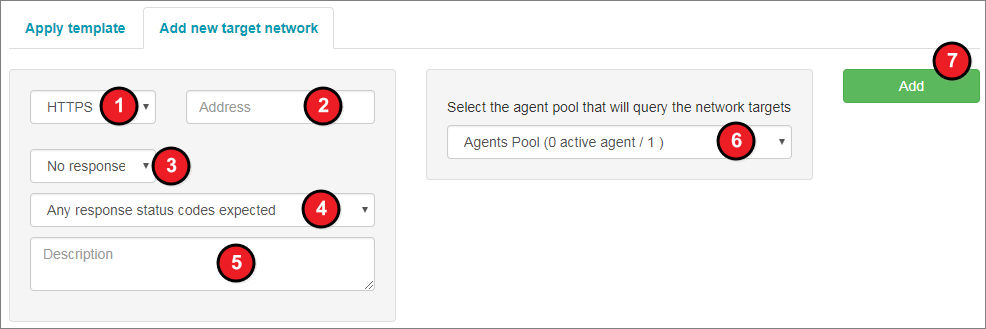 Apply template
Add new target network
HTTPS
1
Address
2
No response
3
Any response status codes expected
4
Description
5
Select the agent pool that will query the network targets
Agents Pool (0 active agent / 1 )
6
7
Add